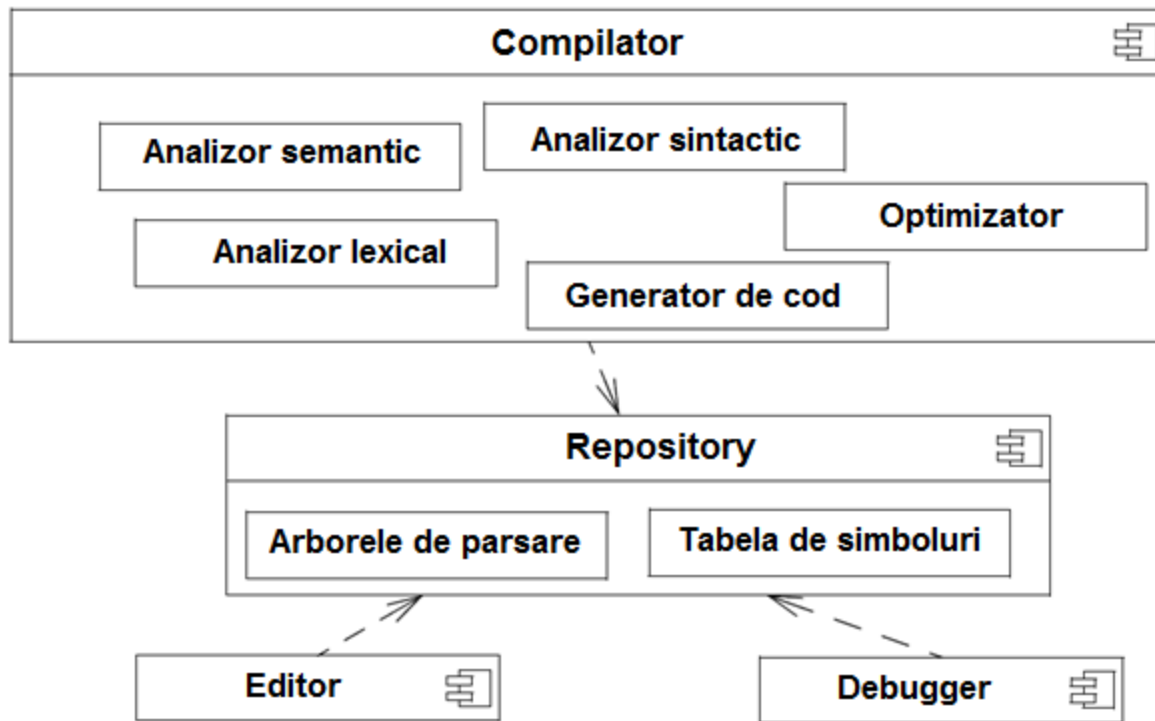 Compilator
Analizor semantic
Analizor sintactic
Optimizator
Analizor lexical
Generator de cod
Repository
Arborele de parsare
Tabela de simboluri
Editor
Debugger